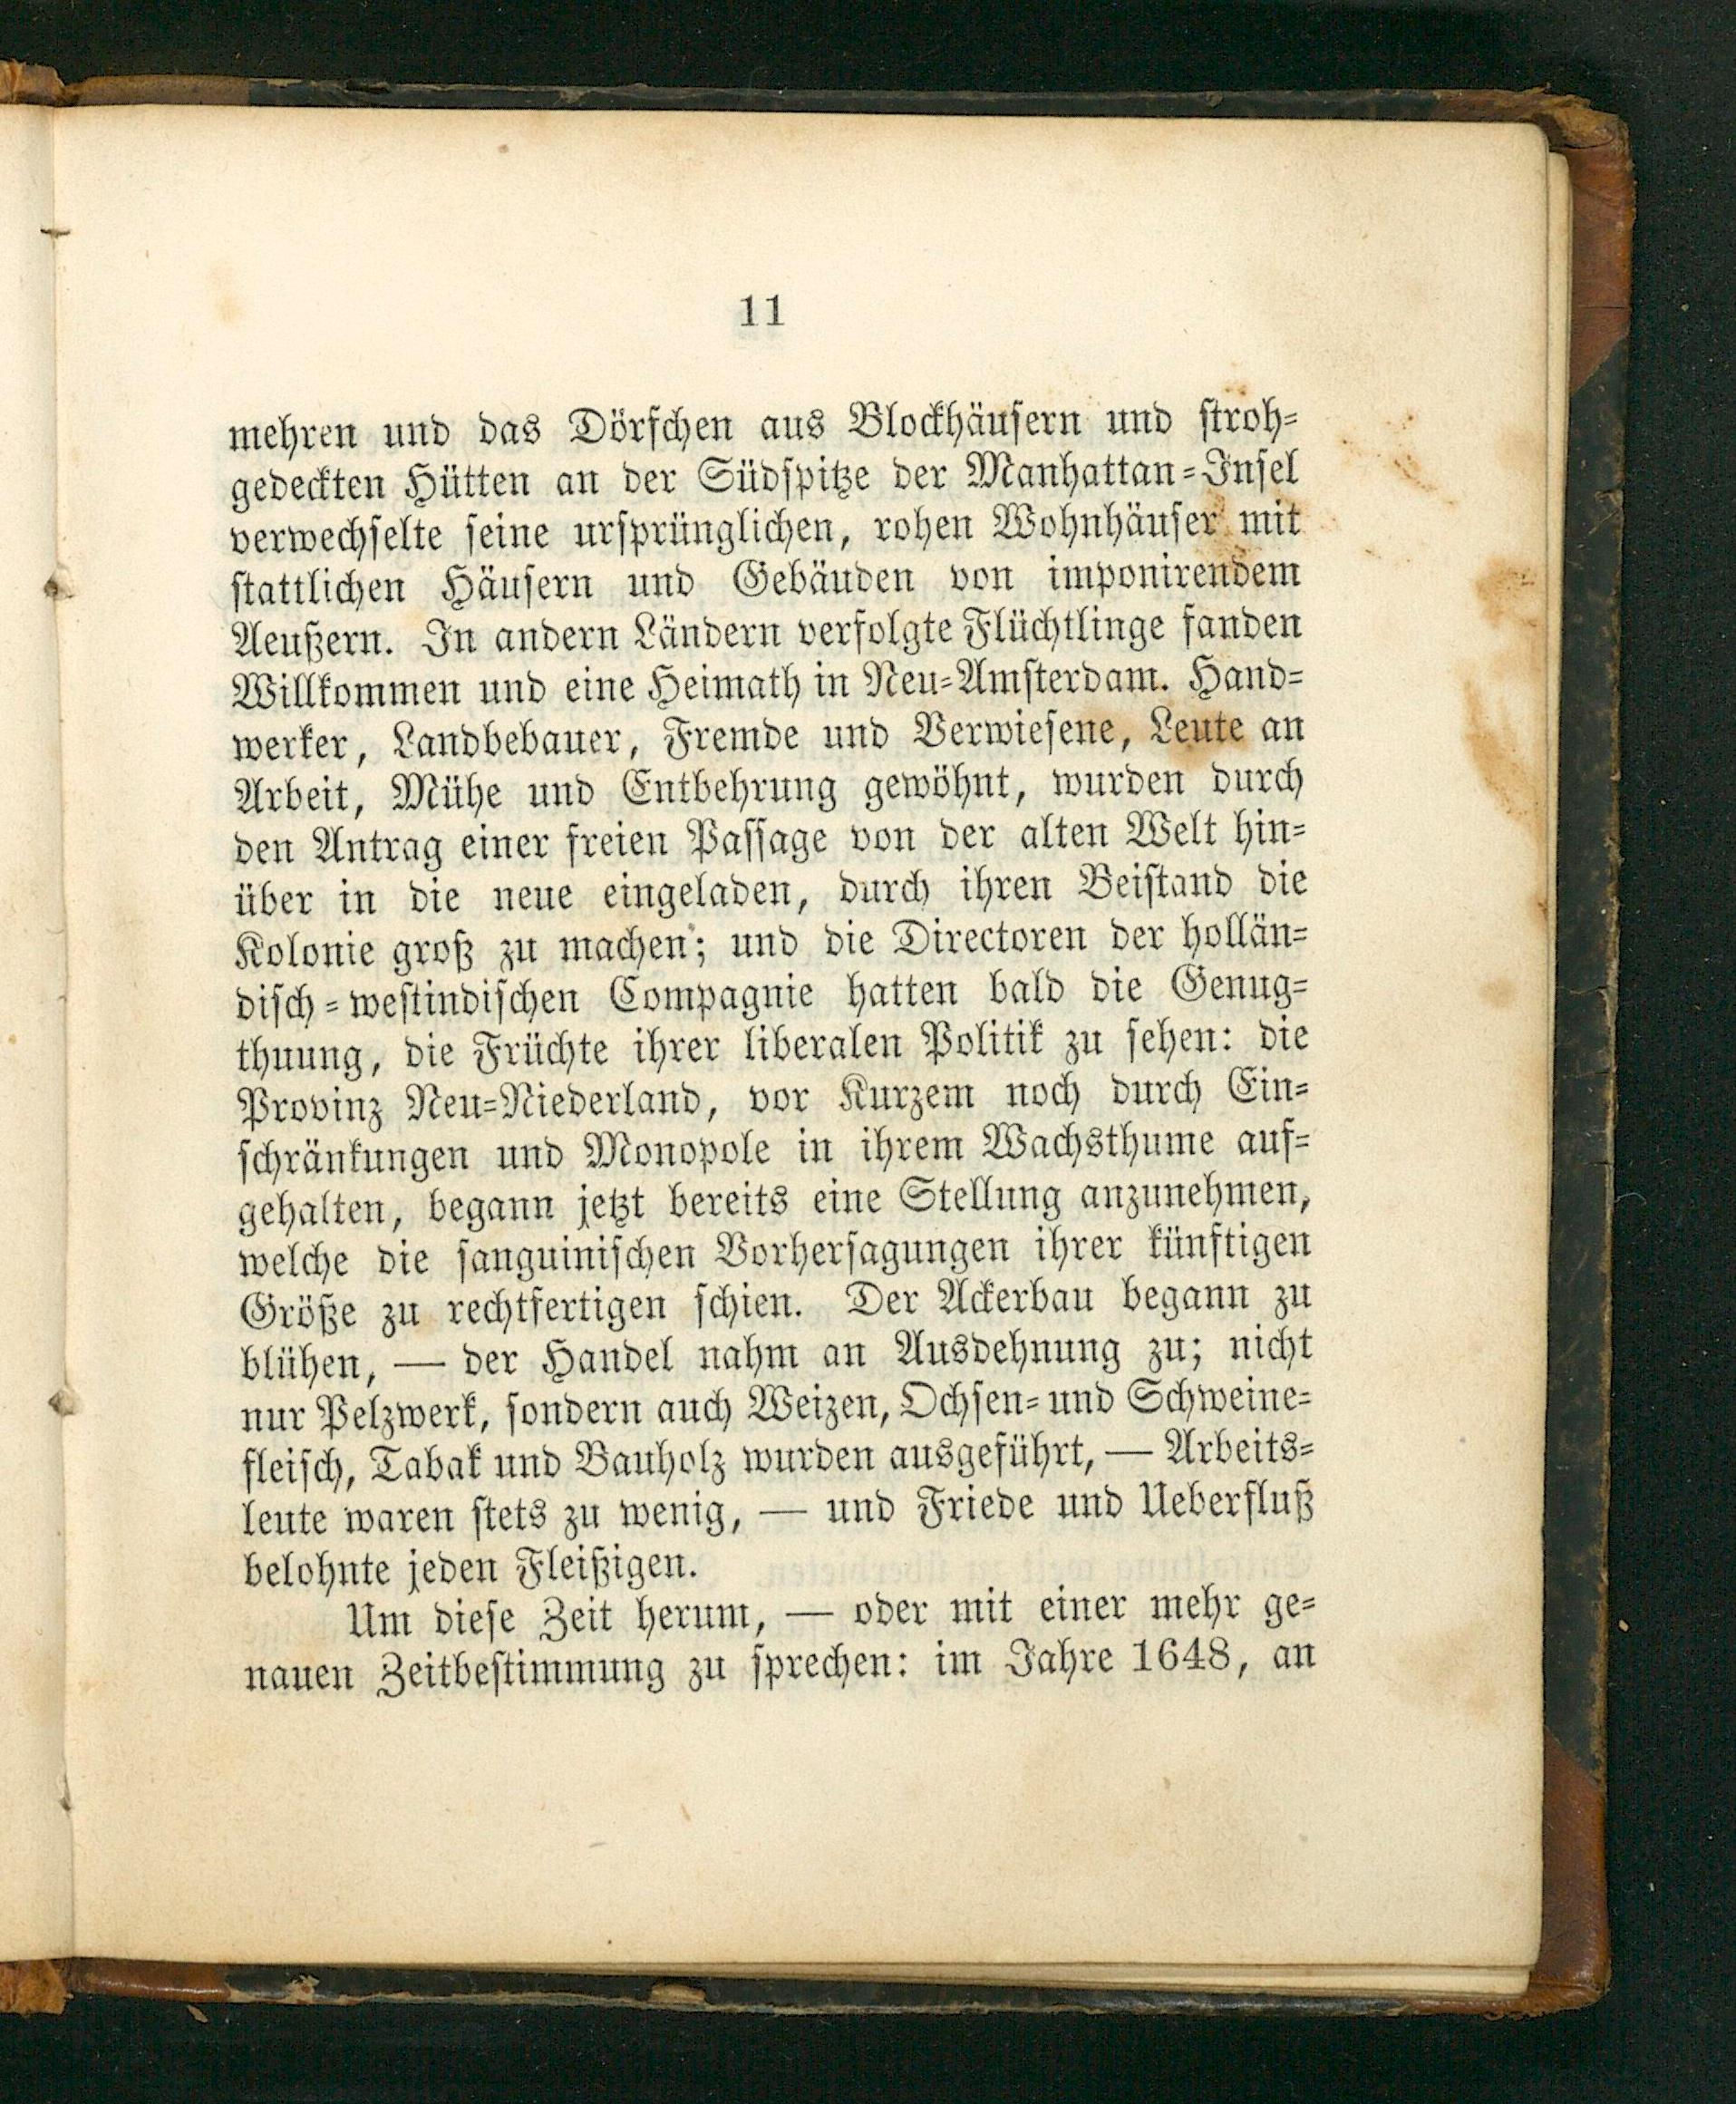 11
mehren und das Dörfchen aus Blockhäusern und stroh-
gedeckten Hütten an der Südspitze der Manhattan-Insel
verwechselte seine ursprünglichen, rohen Wohnhäuser mit
stattlichen Häusern und Gebäuden von imponirendem
Aeußern. In andern Ländern verfolgte Flüchtlinge fanden
Willkommen und eine Heimath in Neu-Amsterdam. Hand-
werker, Landbebauer, Fremde und Verwiesene, Leute an
Arbeit, Mühe und Entbehrung gewöhnt, wurden durch
den Antrag einer freien Passage von der alten Welt hin-
über in die neue eingeladen, durch ihren Beistand die
Kolonie groß zu machen; und die Directoren der hollän-
disch-westindischen Compagnie hatten bald die Genug-
thuung, die Früchte ihrer liberalen Politik zu sehen: die
Provinz Neu-Niederland, vor Kurzem noch durch Ein-
schränkungen und Monopole in ihrem Wachsthume auf-
gehalten, begann jetzt bereits eine Stellung anzunehmen,
welche die sanguinischen Vorhersagungen ihrer künftigen
Größe zu rechtfertigen schien. Der Ackerbau begann zu
blühen, — der Handel nahm an Ausdehnung zu; nicht
nur Pelzwerk, sondern auch Weizen, Ochsen- und Schweine-
fleisch, Tabak und Bauholz wurden ausgeführt, — Arbeits-
leute waren stets zu wenig, — und Friede und Ueberfluß
belohnte jeden Fleißigen.
Um diese Zeit herum, — oder mit einer mehr ge-
nauen Zeitbestimmung zu sprechen: im Jahre 1648, an